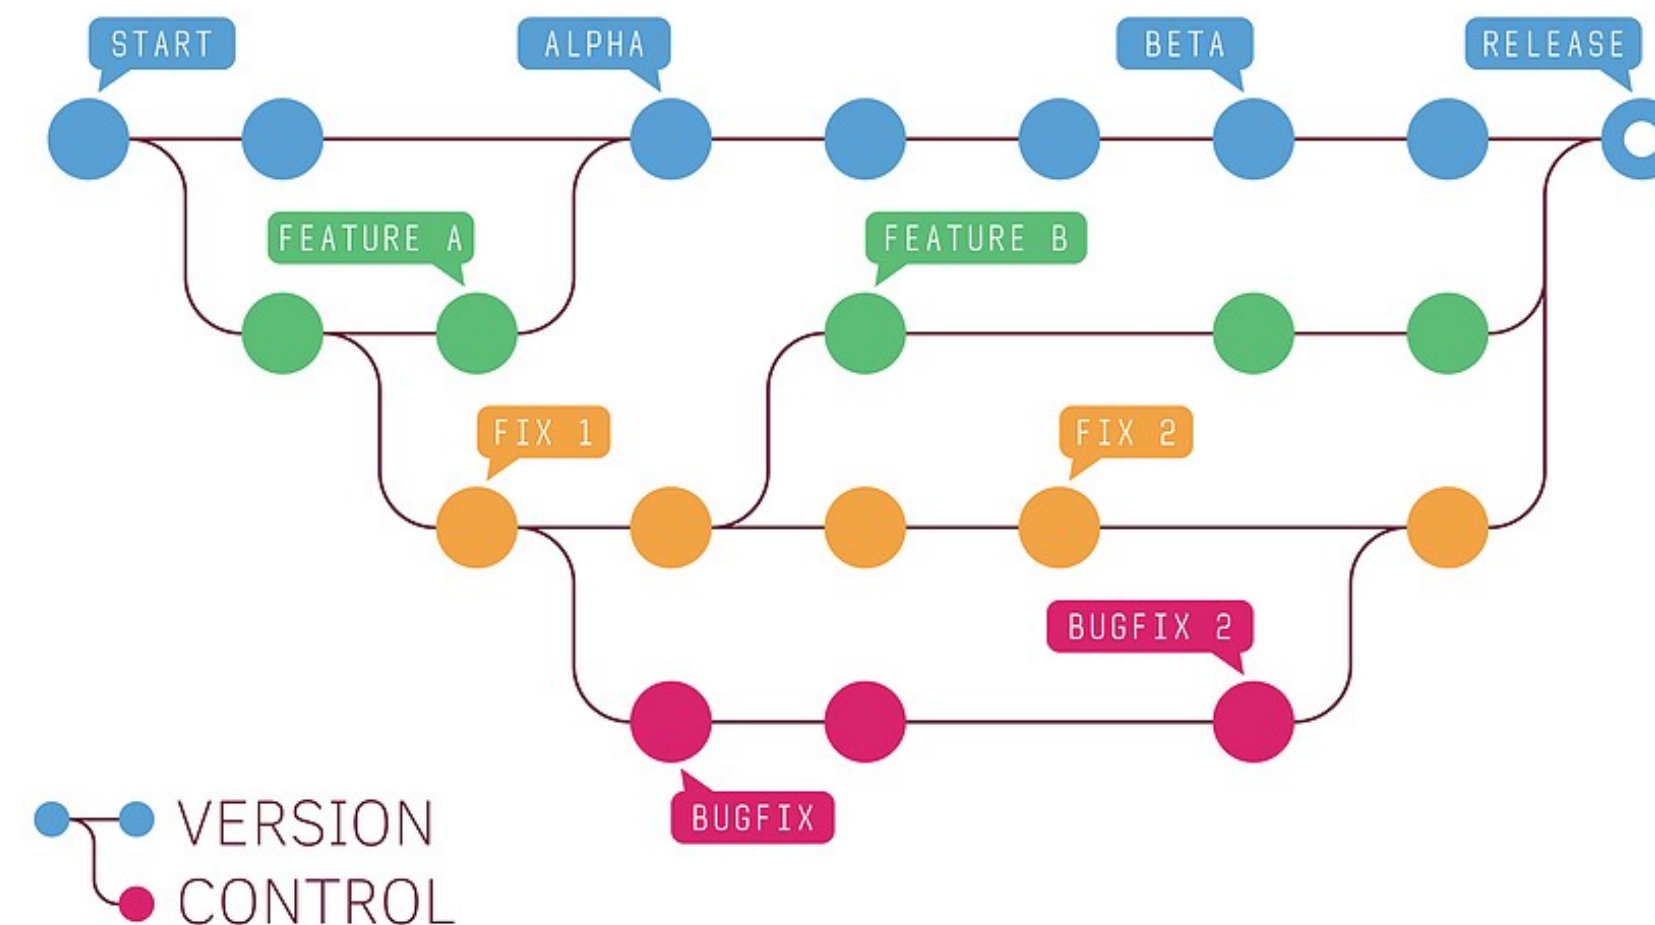 START
ALPHA
BETA
RELEASE
FEATURE A
FEATURE B
FIX 1
FIX 2
BUGFIX 2
BUGFIX
VERSION
CONTROL